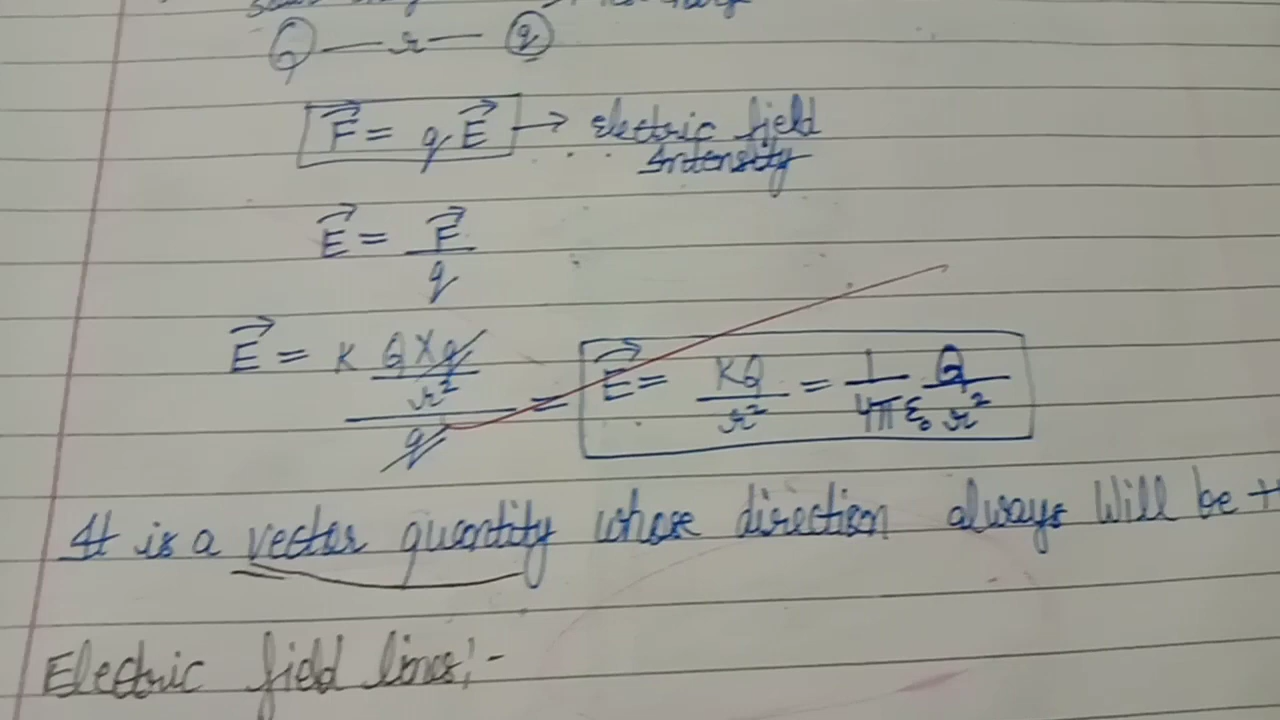 Q — r — q
F⃗ = q E⃗ → Electric field
Intensity
E⃗ = F⃗ / q
E⃗ = K Q X q / r² / q = E⃗ = KQ / r² = 1 / 4πε₀ Q / r²
It is a vector quantity whose direction always will be
Electric field lines:-